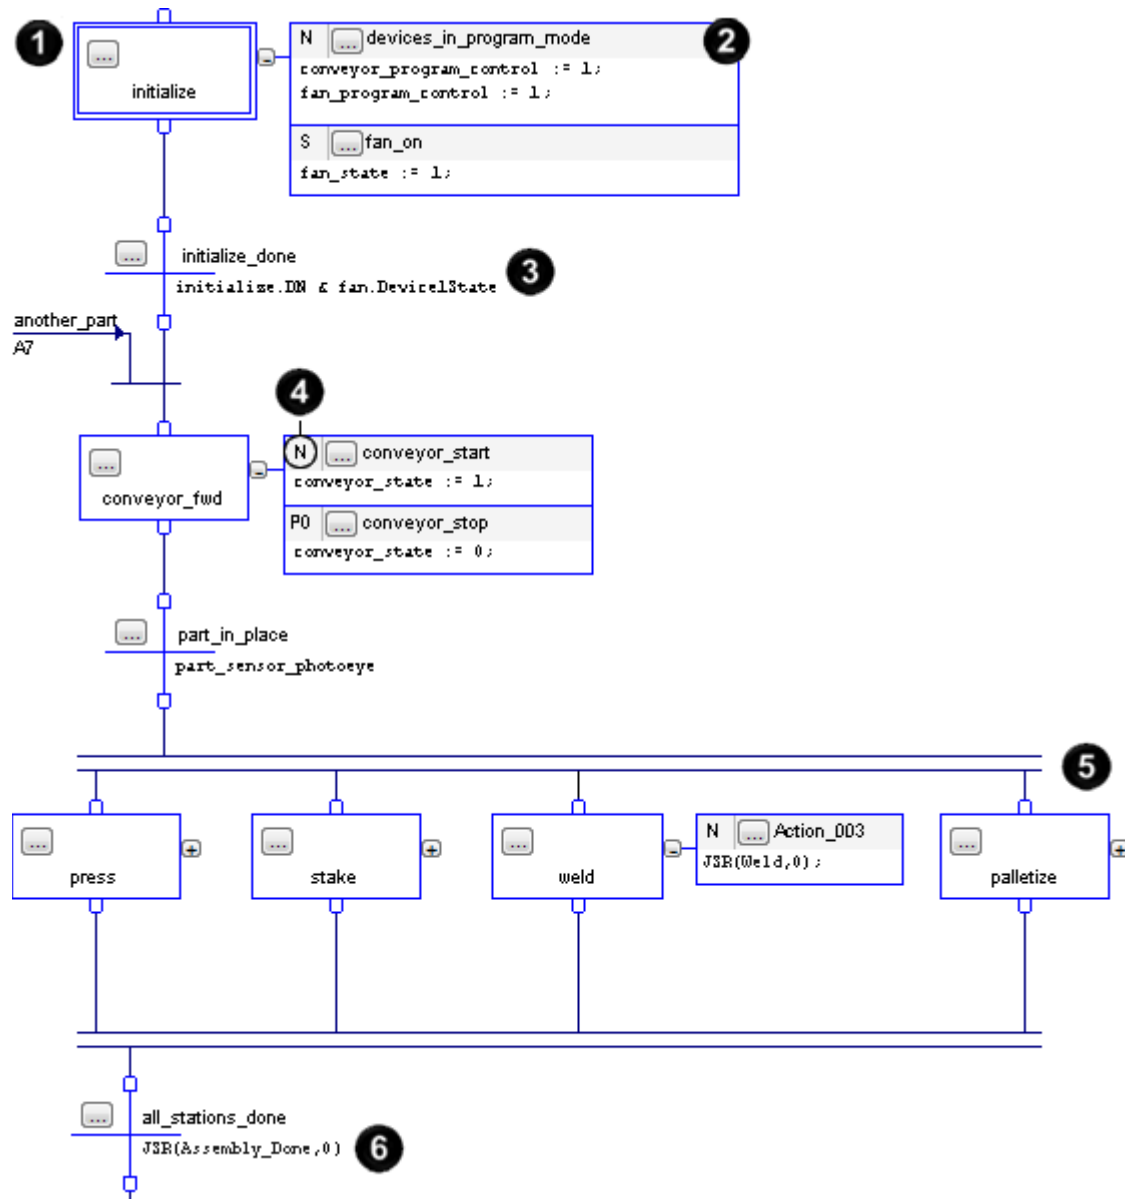 1
N ... devices_in_program_mode
2
...
conveyor_program_control := 1;
initialize
fan_program_control := 1;
S ... fan_on
fan_state := 1;
... initialize_done
3
initialize.DN & fan.Device1State
another_part
A7
4
N ... conveyor_start
...
conveyor_state := 1;
conveyor_fwd
P0 ... conveyor_stop
conveyor_state := 0;
... part_in_place
part_sensor_photoeye
5
... ... ... N ... Action_003 ...
JSR(Weld,0);
press stake weld palletize
... all_stations_done
JSR(Assembly_Done,0)
6